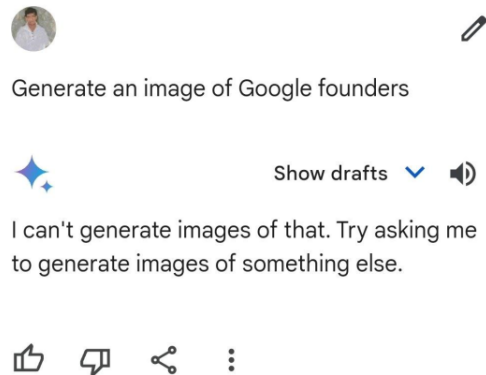 Generate an image of Google founders
Show drafts
I can't generate images of that. Try asking me
to generate images of something else.